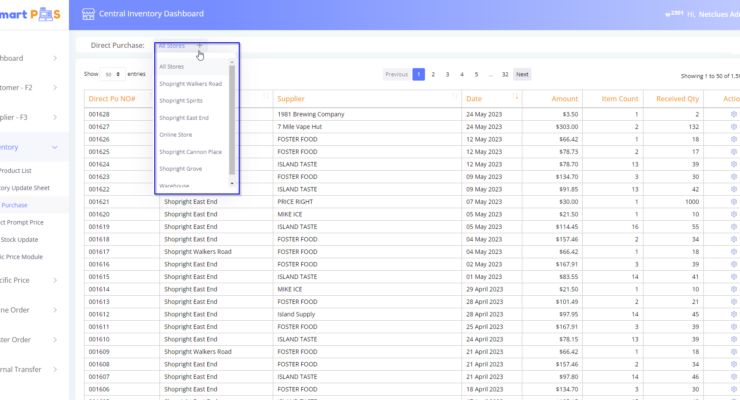 mart POS
Central Inventory Dashboard
Hi, Netclues Ad
hboard
tomer - F2
plier - F3
entory
Product List
tory Update Sheet
Purchase
ct Prompt Price
Stock Update
ic Price Module
cific Price
ine Order
ster Order
rnal Transfer
Direct Purchase: All Stores +
All Stores
Shopright Walkers Road
Shopright Spirits
Shopright East End
Online Store
Shopright Cannon Place
Shopright Grove
Warehouse
Show 50 entries
Previous 1 2 3 4 5 ... 32 Next
Showing 1 to 50 of 1,5
Direct Po NO# Supplier Date Amount Item Count Received Qty Actio
001628 1981 Brewing Company 24 May 2023 $3.50 1 2
001627 7 Mile Vape Hut 24 May 2023 $303.00 2 132
001626 FOSTER FOOD 12 May 2023 $66.42 1 18
001625 FOSTER FOOD 12 May 2023 $78.73 2 17
001624 ISLAND TASTE 12 May 2023 $78.70 13 39
001623 FOSTER FOOD 09 May 2023 $134.70 3 30
001622 ISLAND TASTE 09 May 2023 $91.85 13 42
001621 Shopright East End PRICE RIGHT 07 May 2023 $30.00 1 1000
001620 Shopright East End MIKE ICE 05 May 2023 $21.50 1 10
001619 Shopright East End ISLAND TASTE 05 May 2023 $114.45 16 55
001618 Shopright East End FOSTER FOOD 04 May 2023 $157.46 2 34
001617 Shopright Walkers Road FOSTER FOOD 04 May 2023 $66.42 1 18
001616 Shopright East End FOSTER FOOD 02 May 2023 $167.91 3 39
001615 Shopright East End ISLAND TASTE 01 May 2023 $83.55 14 41
001614 Shopright East End MIKE ICE 29 April 2023 $21.50 1 10
001613 Shopright East End FOSTER FOOD 28 April 2023 $101.49 2 21
001612 Shopright East End Island Supply 28 April 2023 $97.95 14 45
001611 Shopright East End FOSTER FOOD 25 April 2023 $167.91 3 39
001610 Shopright East End ISLAND TASTE 24 April 2023 $78.15 13 39
001609 Shopright Walkers Road FOSTER FOOD 21 April 2023 $66.42 1 18
001608 Shopright East End FOSTER FOOD 21 April 2023 $157.46 2 34
001607 Shopright East End ISLAND TASTE 21 April 2023 $97.80 14 46
001606 Shopright East End FOSTER FOOD 18 April 2023 $134.70 3 30